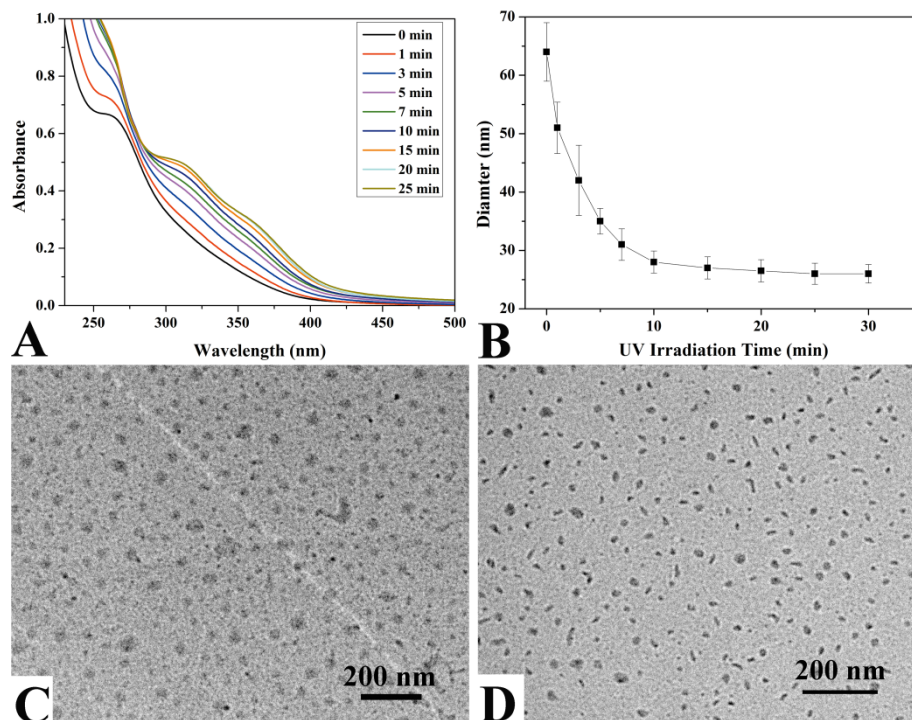 1.0
0.8
0.6
0.4
0.2
0.0
Absorbance
0 min
1 min
3 min
5 min
7 min
10 min
15 min
20 min
25 min
250 300 350 400 450 500
Wavelength (nm)
A
70
60
50
40
30
20
Diamter (nm)
0 10 20 30
UV Irradiation Time (min)
B
200 nm
C
200 nm
D